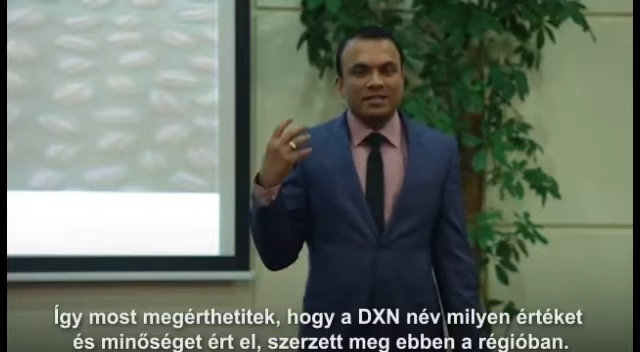 Így most megérthetitek, hogy a DXN név milyen értéket
és minőséget ért el, szerzett meg ebben a régióban.